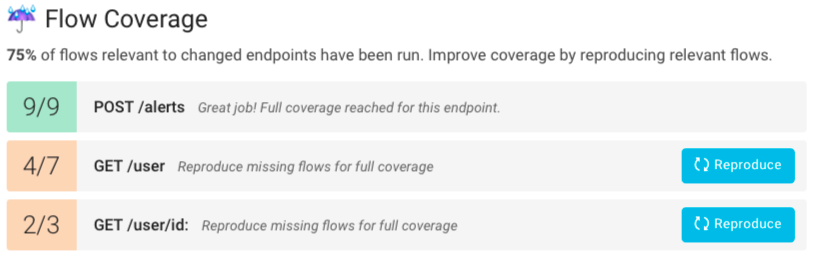 Flow Coverage
75% of flows relevant to changed endpoints have been run. Improve coverage by reproducing relevant flows.
9/9 POST /alerts Great job! Full coverage reached for this endpoint.
4/7 GET /user Reproduce missing flows for full coverage Reproduce
2/3 GET /user/id: Reproduce missing flows for full coverage Reproduce